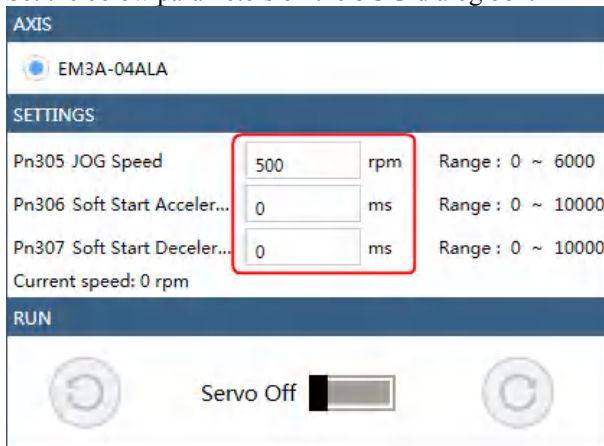 AXIS
EM3A-04ALA
SETTINGS
Pn305 JOG Speed 500 rpm Range : 0 ~ 6000
Pn306 Soft Start Acceler... 0 ms Range : 0 ~ 10000
Pn307 Soft Start Deceler... 0 ms Range : 0 ~ 10000
Current speed: 0 rpm
RUN
Servo Off